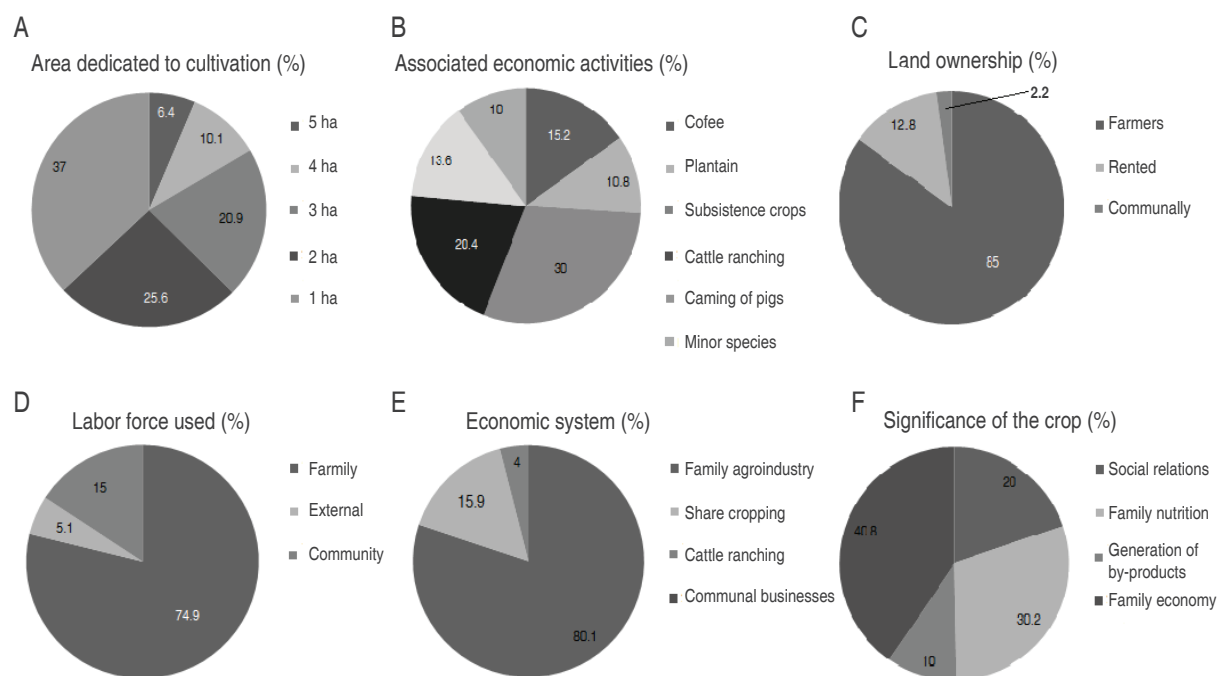 A
Area dedicated to cultivation (%)
6.4
10.1
20.9
25.6
37
5 ha
4 ha
3 ha
2 ha
1 ha
B
Associated economic activities (%)
15.2
10.8
30
20.4
13.6
10
Cofee
Plantain
Subsistence crops
Cattle ranching
Caming of pigs
Minor species
C
Land ownership (%)
2.2
12.8
85
Farmers
Rented
Communally
D
Labor force used (%)
15
5.1
74.9
Farmily
External
Community
E
Economic system (%)
4
15.9
80.1
Family agroindustry
Share cropping
Cattle ranching
Communal businesses
F
Significance of the crop (%)
20
40.8
30.2
10
Social relations
Family nutrition
Generation of
by-products
Family economy